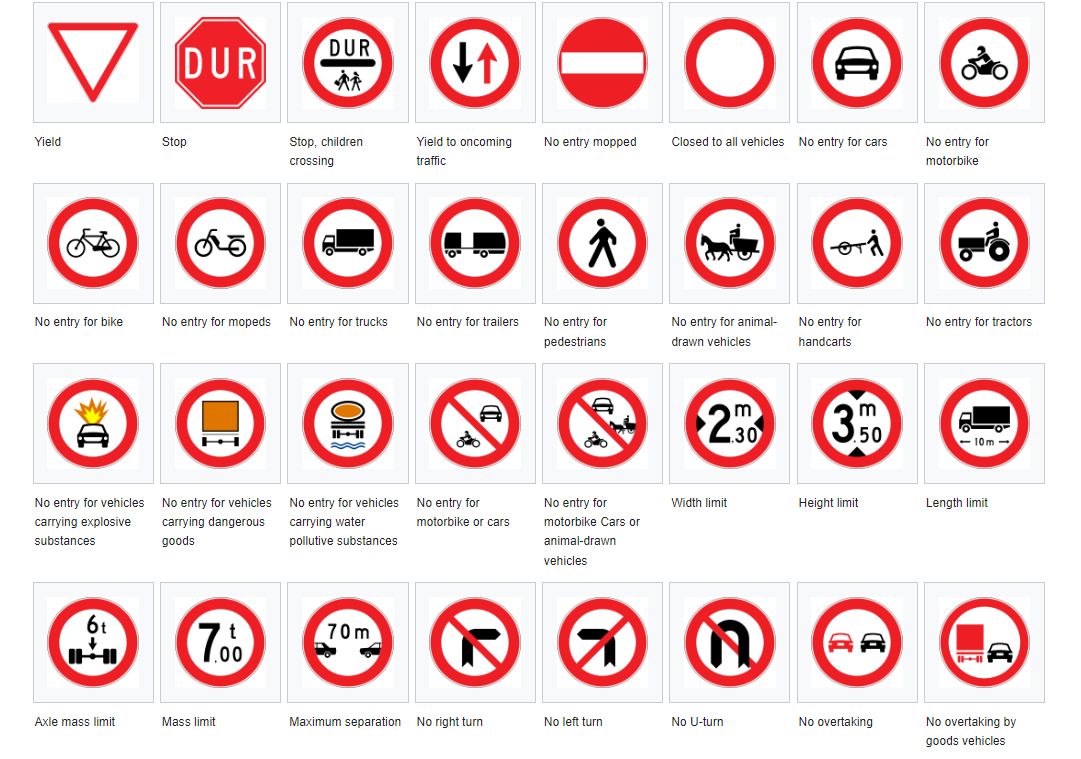 DUR
DUR
Yield
Stop
Stop, children
crossing
Yield to oncoming
traffic
No entry mopped
Closed to all vehicles
No entry for cars
No entry for
motorbike
No entry for bike
No entry for mopeds
No entry for trucks
No entry for trailers
No entry for
pedestrians
No entry for animal-
drawn vehicles
No entry for
handcarts
No entry for tractors
2m.30
3m.50
10m
No entry for vehicles
carrying explosive
substances
No entry for vehicles
carrying dangerous
goods
No entry for vehicles
carrying water
pollutive substances
No entry for
motorbike or cars
No entry for
motorbike Cars or
animal-drawn
vehicles
Width limit
Height limit
Length limit
6t
7t.00
70m
Axle mass limit
Mass limit
Maximum separation
No right turn
No left turn
No U-turn
No overtaking
No overtaking by
goods vehicles